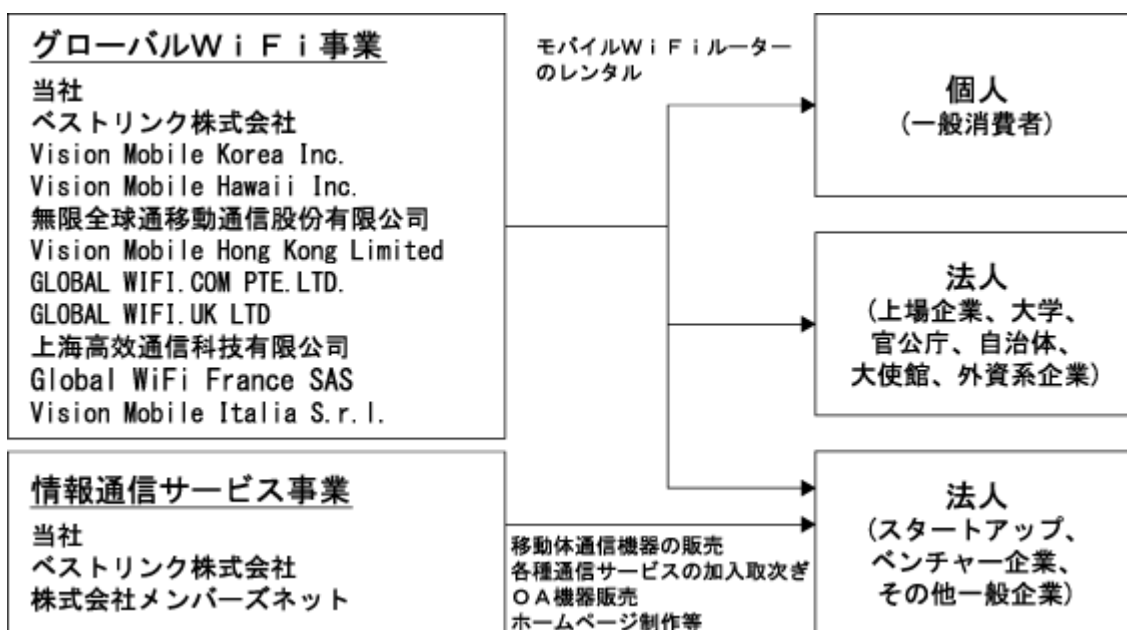 グローバルＷｉＦｉ事業
当社
ベストリンク株式会社
Vision Mobile Korea Inc.
Vision Mobile Hawaii Inc.
無限全球通移動通信股份有限公司
Vision Mobile Hong Kong Limited
GLOBAL WIFI.COM PTE.LTD.
GLOBAL WIFI.UK LTD
上海高效通信科技有限公司
Global WiFi France SAS
Vision Mobile Italia S.r.l.
モバイルＷｉＦｉルーター
のレンタル
個人
（一般消費者）
法人
（上場企業、大学、
官公庁、自治体、
大使館、外資系企業）
情報通信サービス事業
当社
ベストリンク株式会社
株式会社メンバーズネット
移動体通信機器の販売
各種通信サービスの加入取次ぎ
ＯＡ機器販売
ホームページ制作等
法人
（スタートアップ、
ベンチャー企業、
その他一般企業）